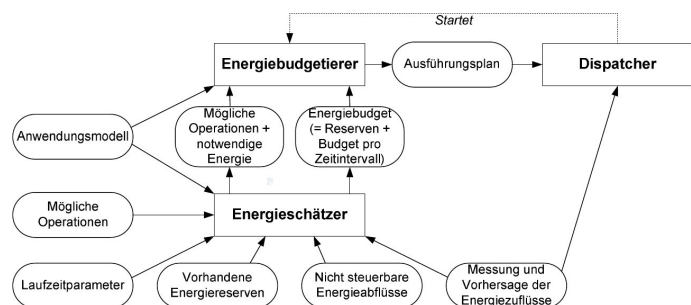 Startet
Energiebudgetierer
Ausführungsplan
Dispatcher
Anwendungsmodell
Mögliche
Operationen +
notwendige
Energie
Energiebudget
(= Reserven +
Budget pro
Zeitintervall)
Mögliche
Operationen
Energieschätzer
Laufzeitparameter
Vorhandene
Energiereserven
Nicht steuerbare
Energieabflüsse
Messung und
Vorhersage der
Energiezuflüsse